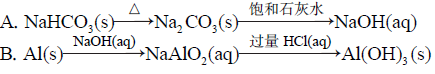 A. NaHCO₃(s) —△→ Na₂CO₃(s) —饱和石灰水→ NaOH(aq)
B. Al(s) —NaOH(aq)→ NaAlO₂(aq) —过量 HCl(aq)→ Al(OH)₃(s)